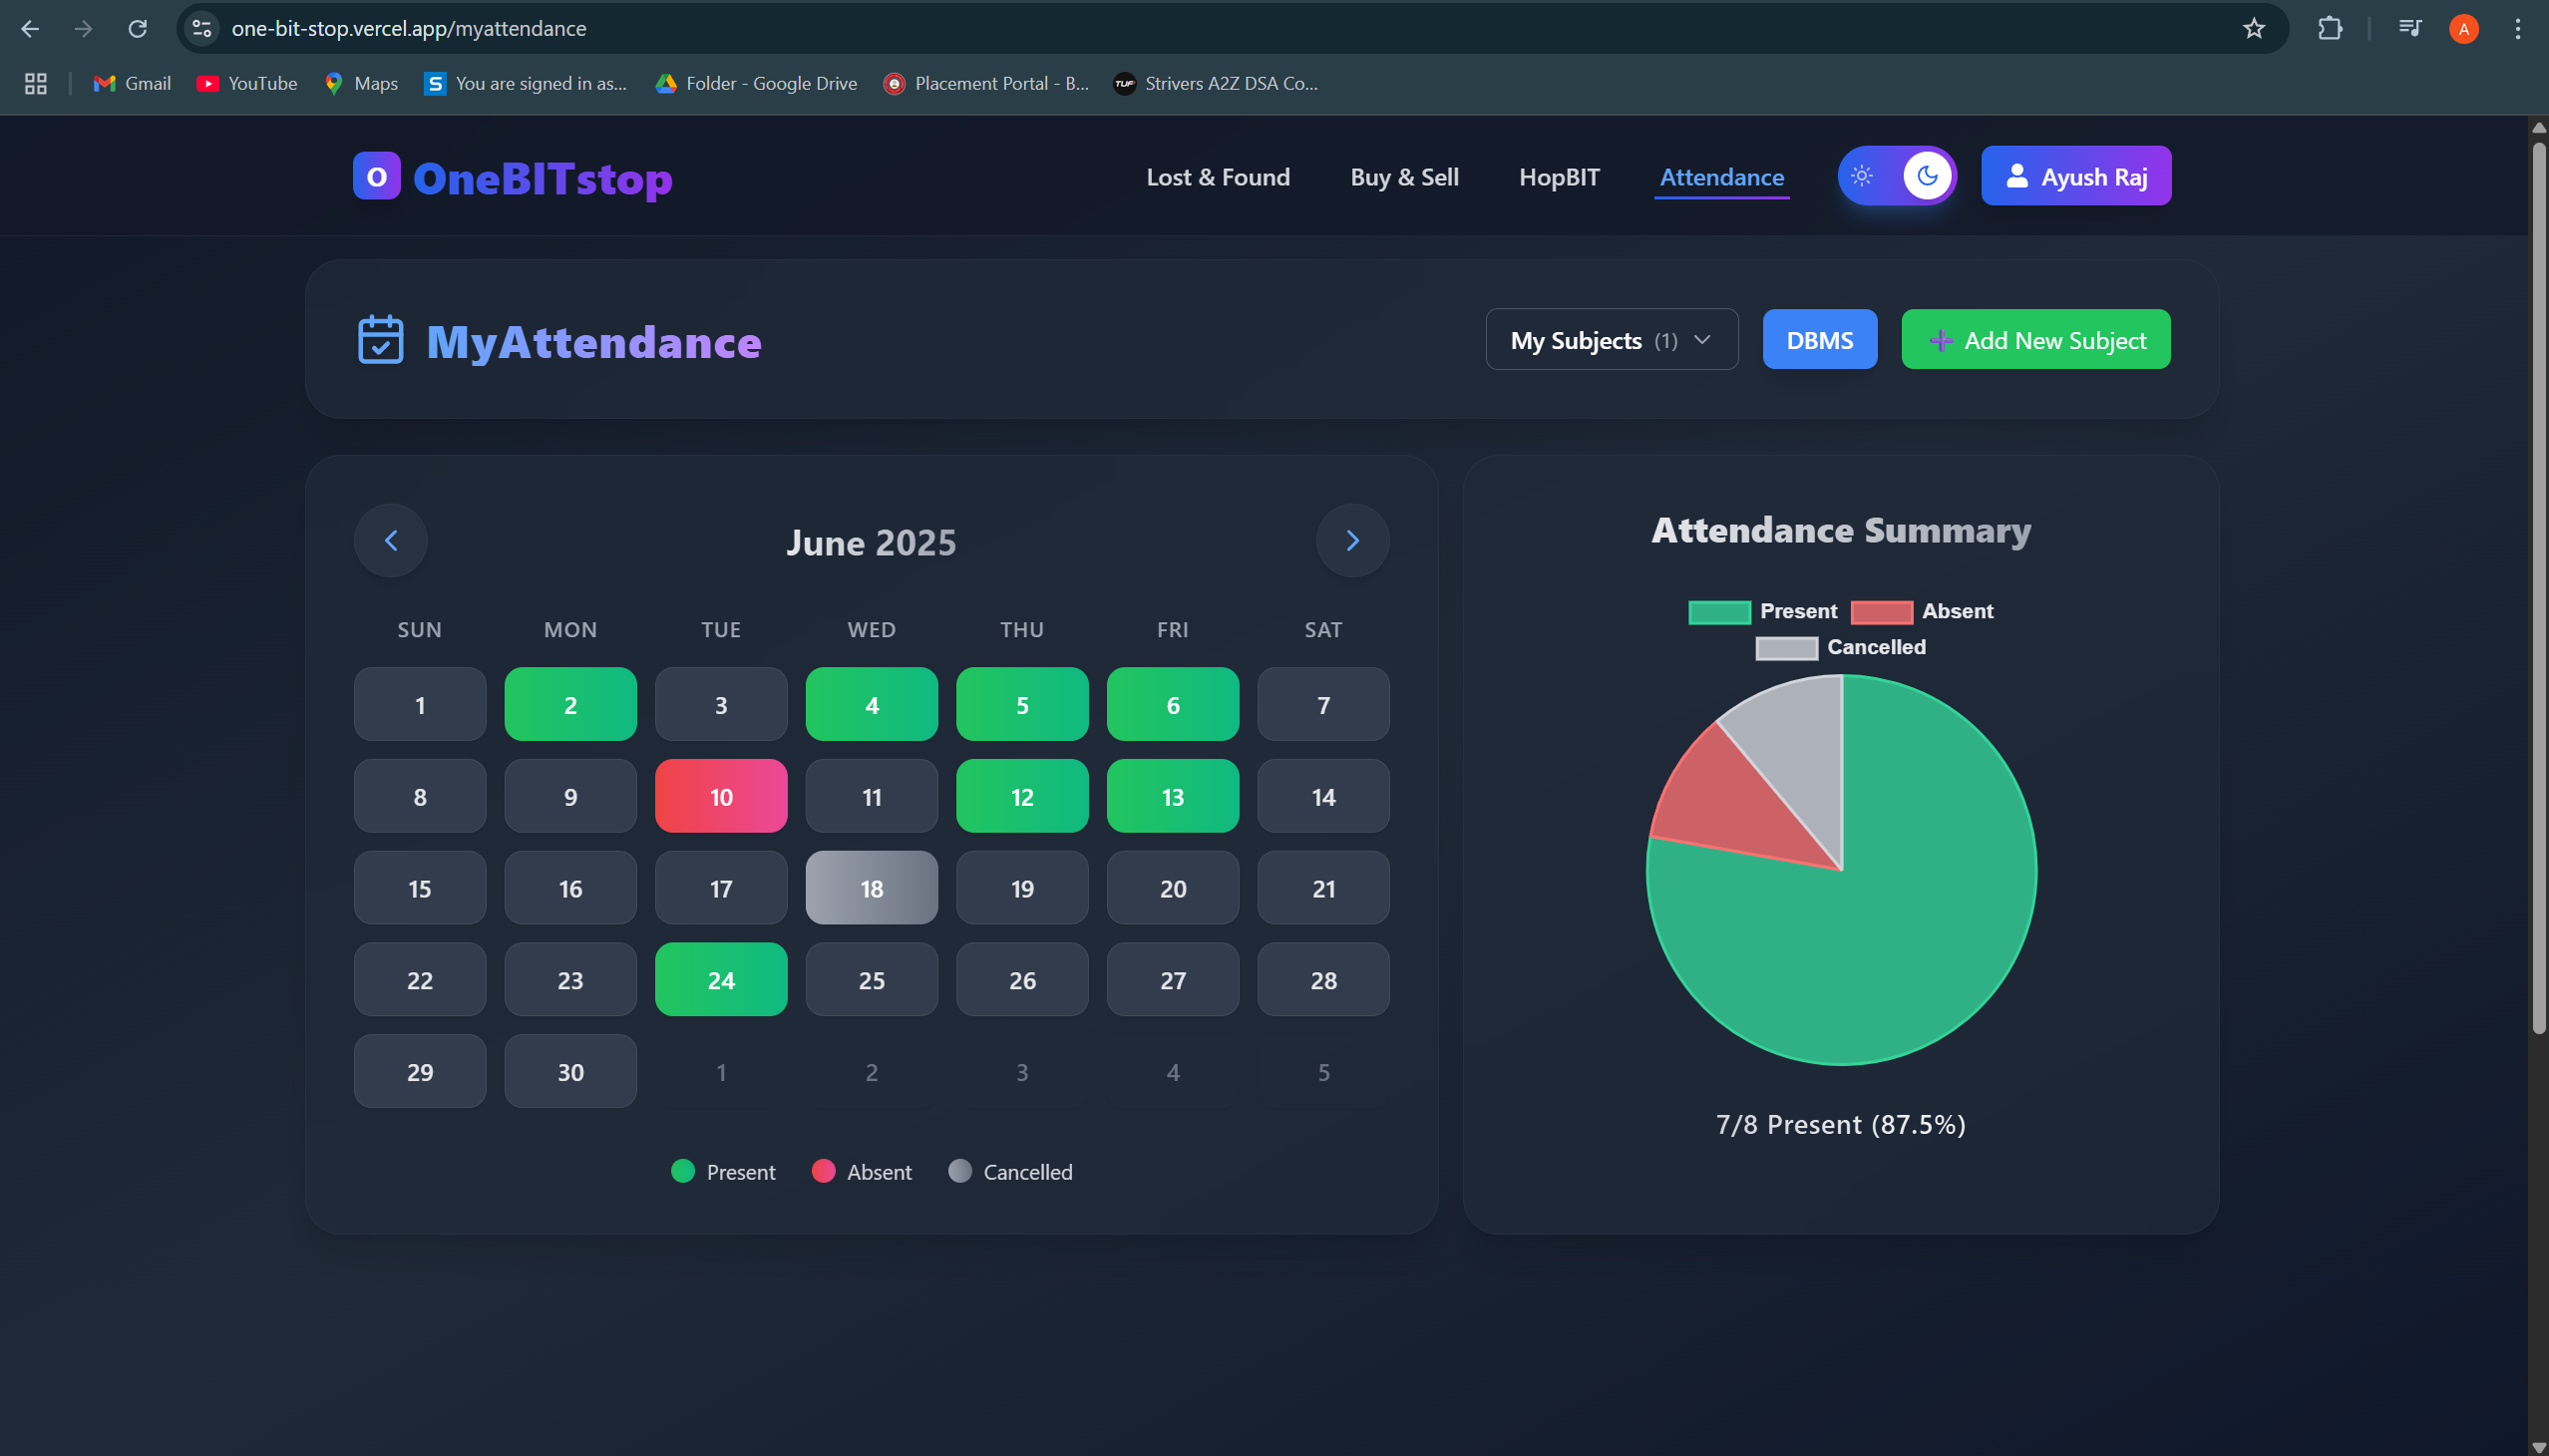 one-bit-stop.vercel.app/myattendance
A
Gmail
YouTube
Maps
S You are signed in as...
Folder - Google Drive
Placement Portal - B...
TUF Strivers A2Z DSA Co...
O OneBITstop
Lost & Found
Buy & Sell
HopBIT
Attendance
Ayush Raj
MyAttendance
My Subjects (1)
DBMS
Add New Subject
June 2025
SUN MON TUE WED THU FRI SAT
1 2 3 4 5 6 7
8 9 10 11 12 13 14
15 16 17 18 19 20 21
22 23 24 25 26 27 28
29 30 1 2 3 4 5
Present Absent Cancelled
Attendance Summary
Present Absent
Cancelled
7/8 Present (87.5%)